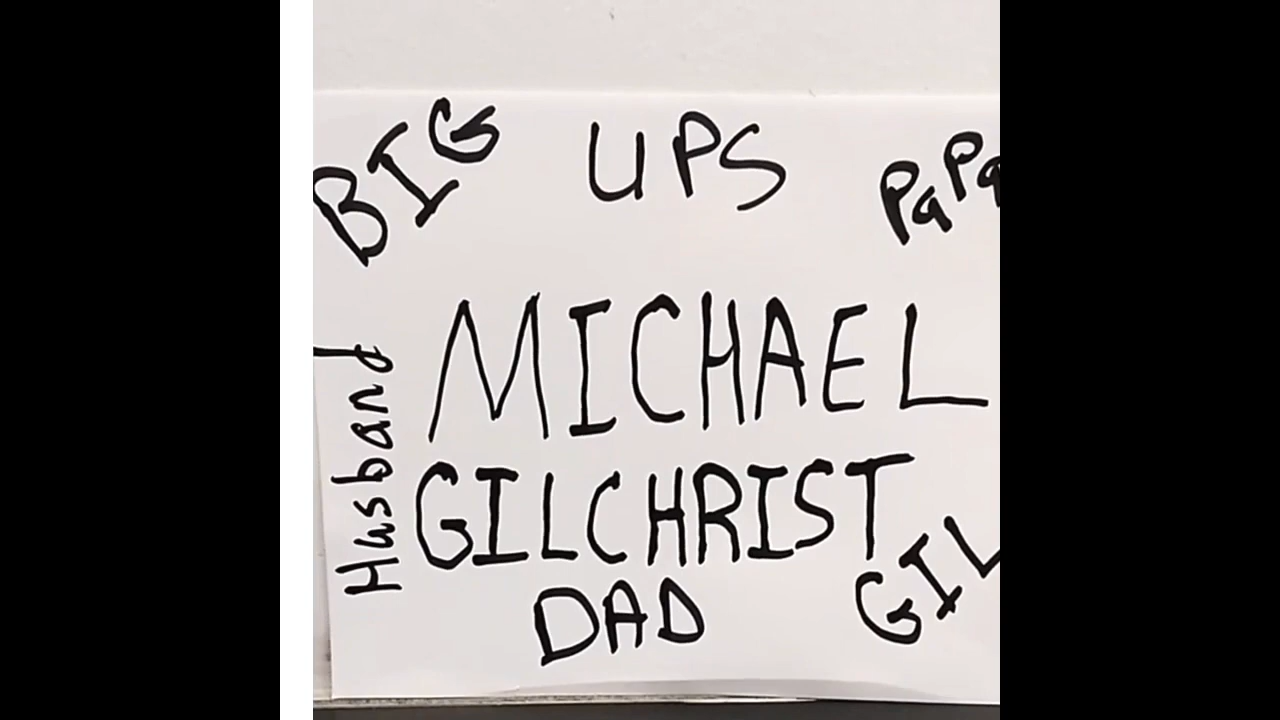 BIG UPS PaPa
MICHAEL
Husband
GILCHRIST
GIL
DAD